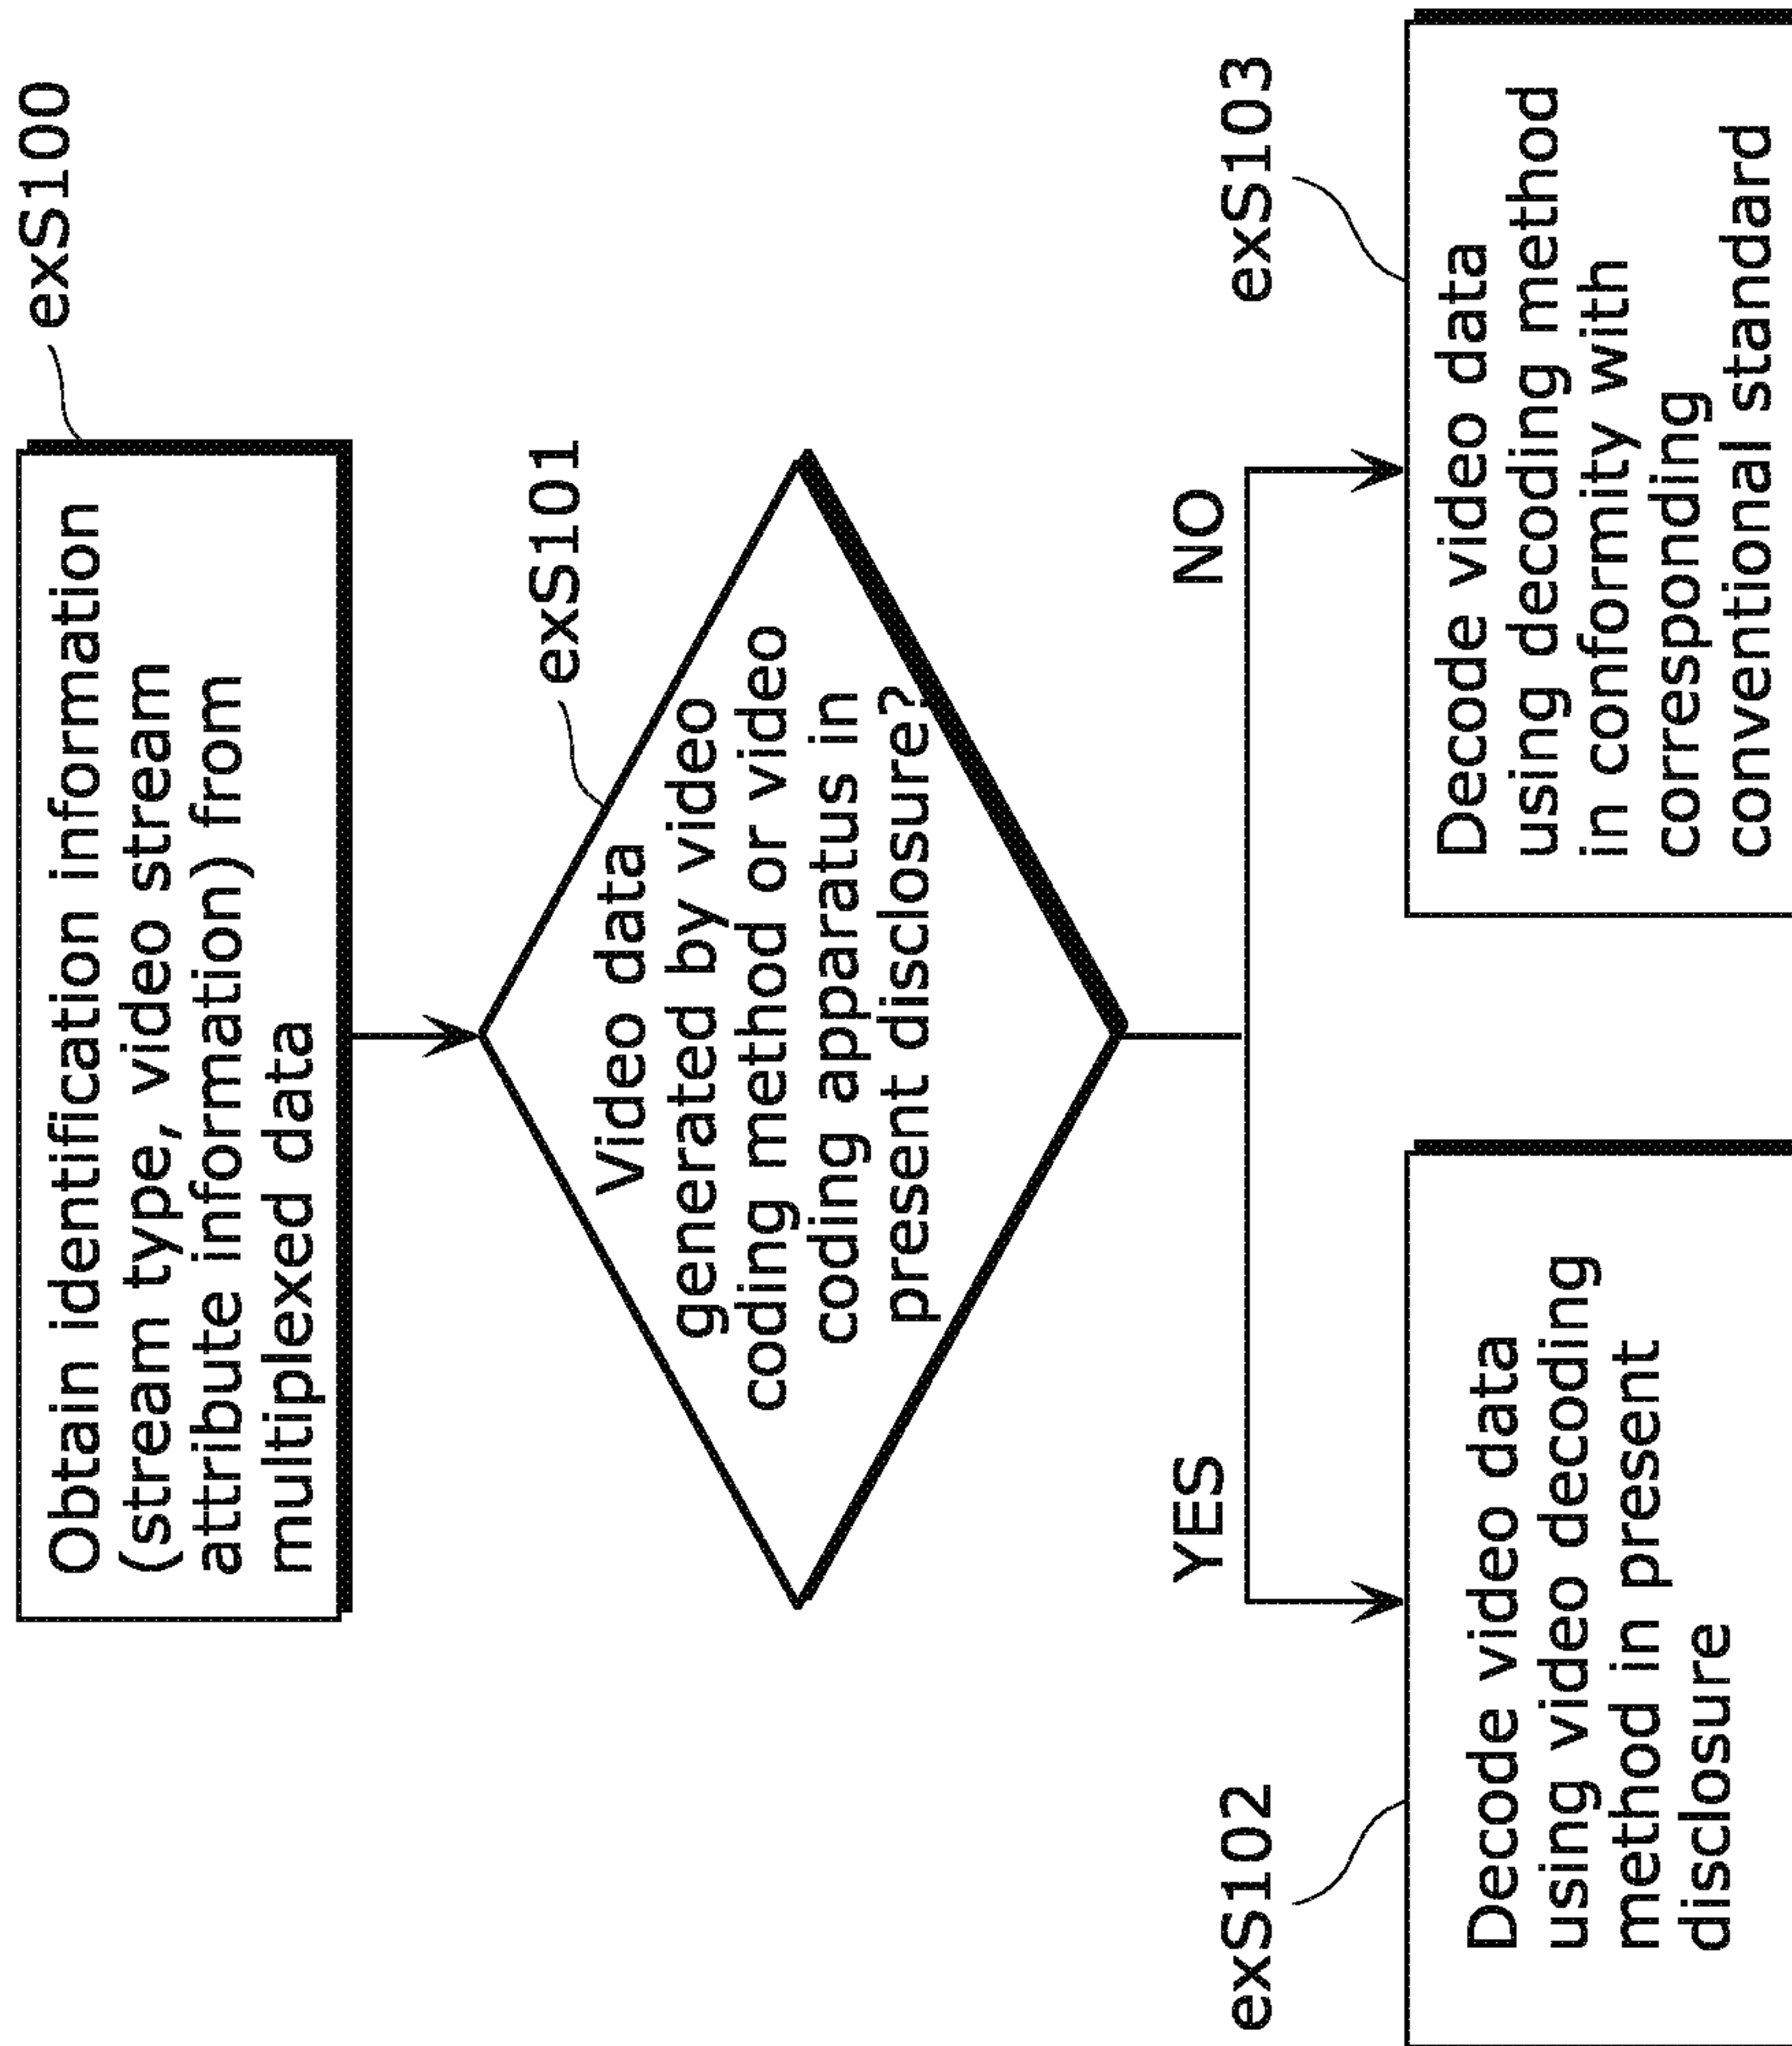 exS100
Obtain identification information
(stream type, video stream
attribute information) from
multiplexed data
exS101
Video data
generated by video
coding method or video
coding apparatus in
present disclosure?
YES
NO
exS102
Decode video data
using video decoding
method in present
disclosure
exS103
Decode video data
using decoding method
in conformity with
corresponding
conventional standard